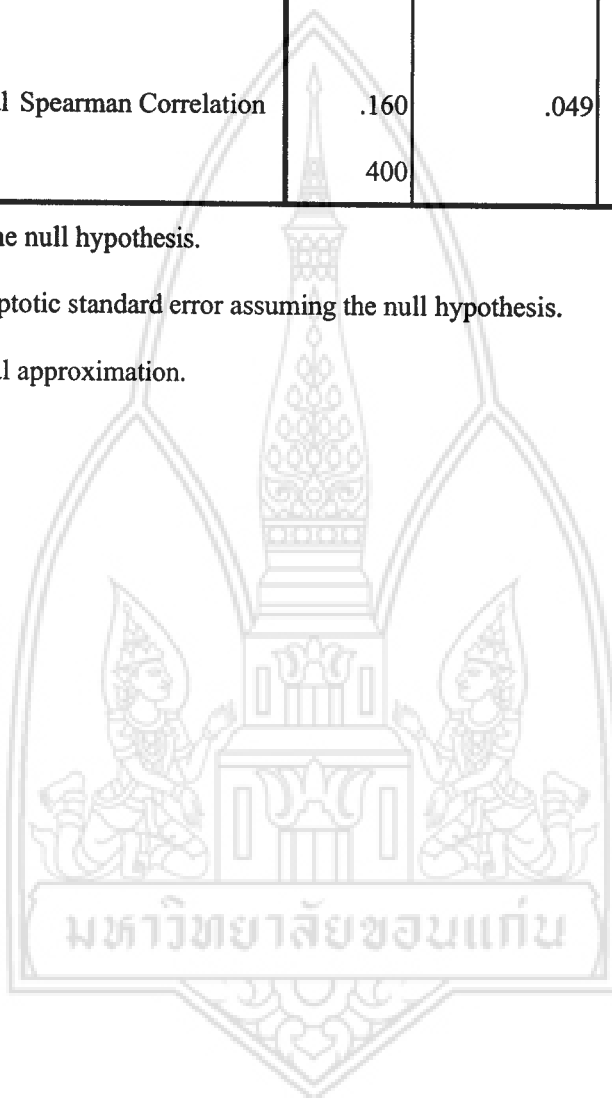 Spearman Correlation .160 .049
400
null hypothesis.
standard error assuming the null hypothesis.
approximation.
มหาวิทยาลัยขอนแก่น